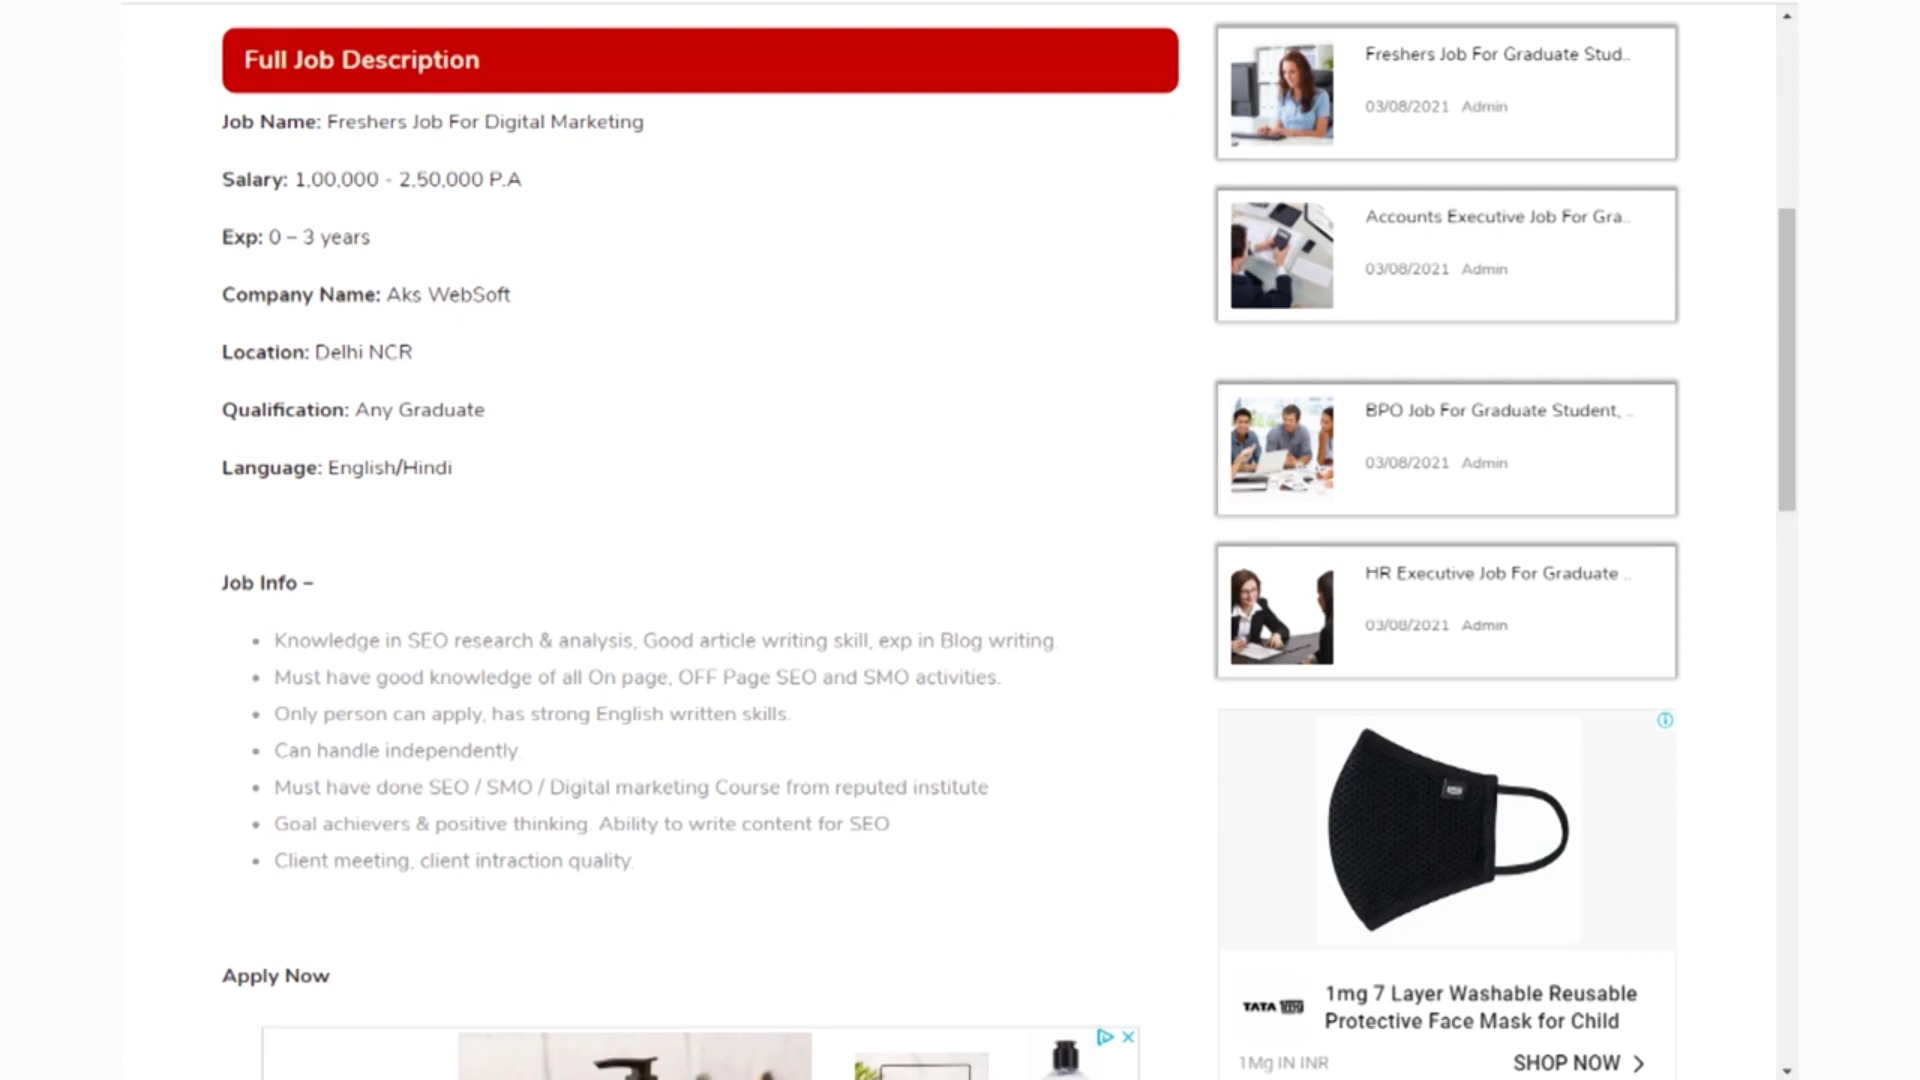 Full Job Description
Job Name: Freshers Job For Digital Marketing
Salary: 1,00,000 - 2,50,000 P.A
Exp: 0 – 3 years
Company Name: Aks WebSoft
Location: Delhi NCR
Qualification: Any Graduate
Language: English/Hindi
Job Info –
• Knowledge in SEO research & analysis, Good article writing skill, exp in Blog writing.
• Must have good knowledge of all On page, OFF Page SEO and SMO activities.
• Only person can apply, has strong English written skills.
• Can handle independently.
• Must have done SEO / SMO / Digital marketing Course from reputed institute
• Goal achievers & positive thinking. Ability to write content for SEO
• Client meeting, client intraction quality.
Apply Now
Freshers Job For Graduate Stud..
03/08/2021 Admin
Accounts Executive Job For Gra..
03/08/2021 Admin
BPO Job For Graduate Student, ..
03/08/2021 Admin
HR Executive Job For Graduate ..
03/08/2021 Admin
TATA 1mg
1mg 7 Layer Washable Reusable
Protective Face Mask for Child
1Mg IN INR
SHOP NOW